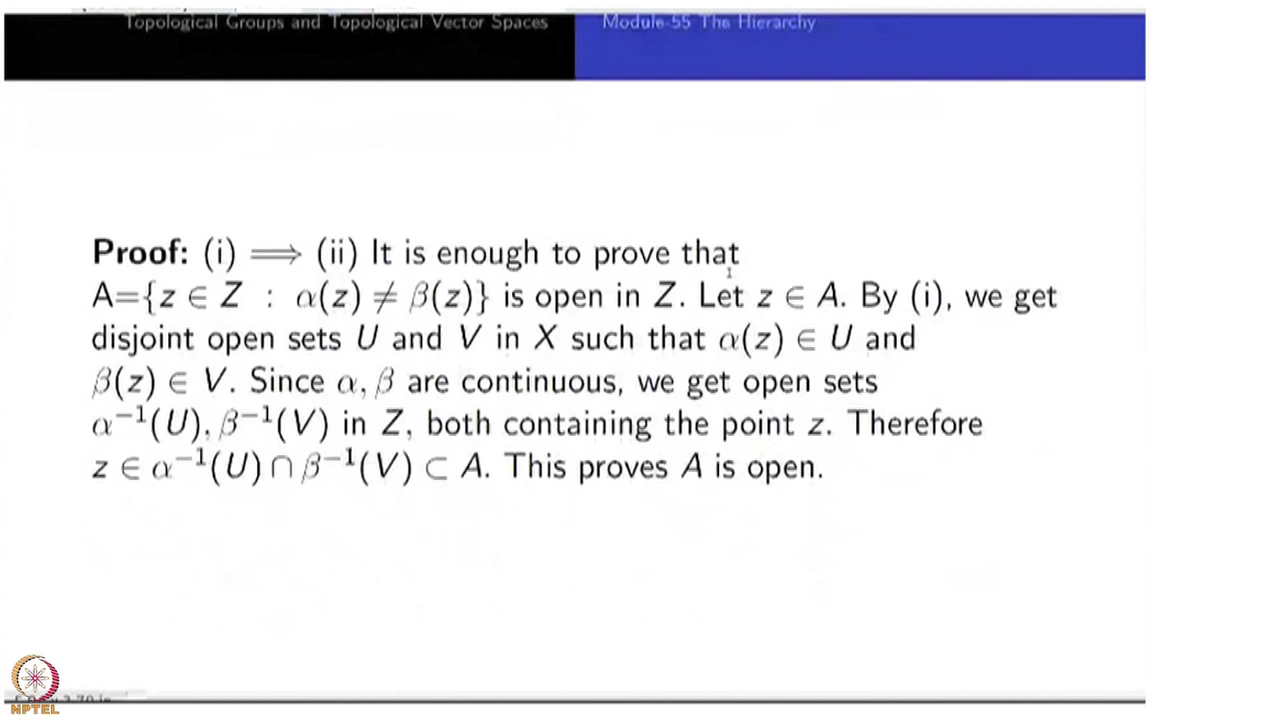 Topological Groups and Topological Vector Spaces Module-55 The Hierarchy
Proof: (i) ⟹ (ii) It is enough to prove that
A={z ∈ Z : α(z) ≠ β(z)} is open in Z. Let z ∈ A. By (i), we get
disjoint open sets U and V in X such that α(z) ∈ U and
β(z) ∈ V. Since α, β are continuous, we get open sets
α⁻¹(U), β⁻¹(V) in Z, both containing the point z. Therefore
z ∈ α⁻¹(U) ∩ β⁻¹(V) ⊂ A. This proves A is open.
NPTEL